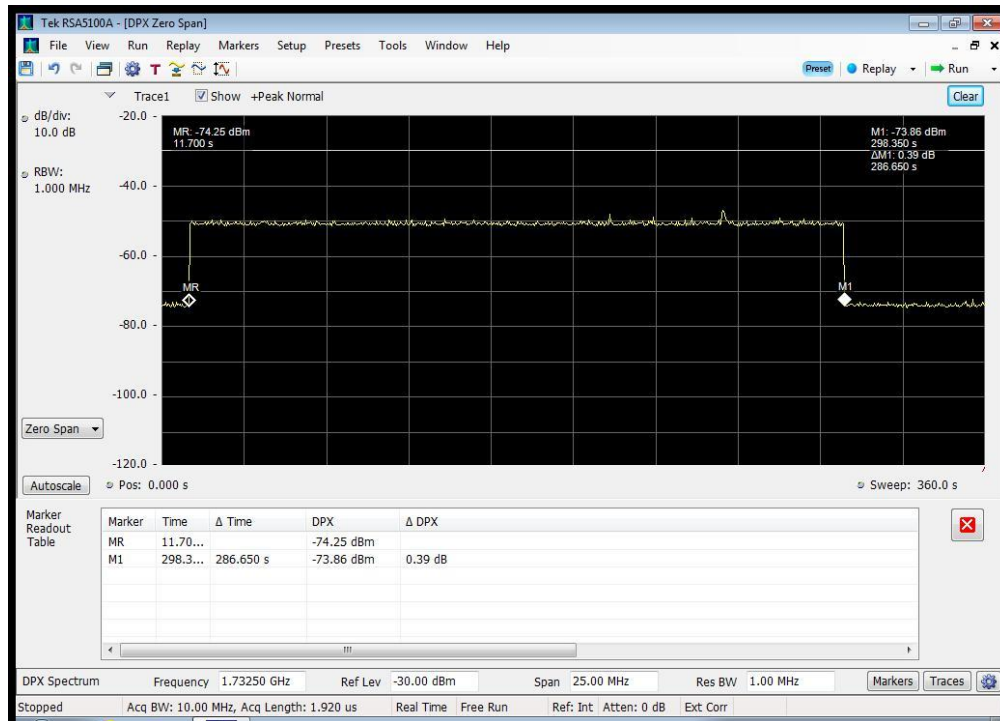 Tek RSA5100A - [DPX Zero Span]
File View Run Replay Markers Setup Presets Tools Window Help
T Preset Replay Run
Trace1 Show +Peak Normal Clear
dB/div:
10.0 dB
RBW:
1.000 MHz
-20.0
-40.0
-60.0
-80.0
-100.0
-120.0
MR: -74.25 dBm
11.700 s
M1: -73.86 dBm
298.350 s
ΔM1: 0.39 dB
286.650 s
MR
M1
Zero Span
Autoscale Pos: 0.000 s Sweep: 360.0 s
Marker
Readout
Table
Marker Time Δ Time DPX Δ DPX
MR 11.70... -74.25 dBm
M1 298.3... 286.650 s -73.86 dBm 0.39 dB
DPX Spectrum Frequency 1.73250 GHz Ref Lev -30.00 dBm Span 25.00 MHz Res BW 1.00 MHz Markers Traces
Stopped Acq BW: 10.00 MHz, Acq Length: 1.920 us Real Time Free Run Ref: Int Atten: 0 dB Ext Corr